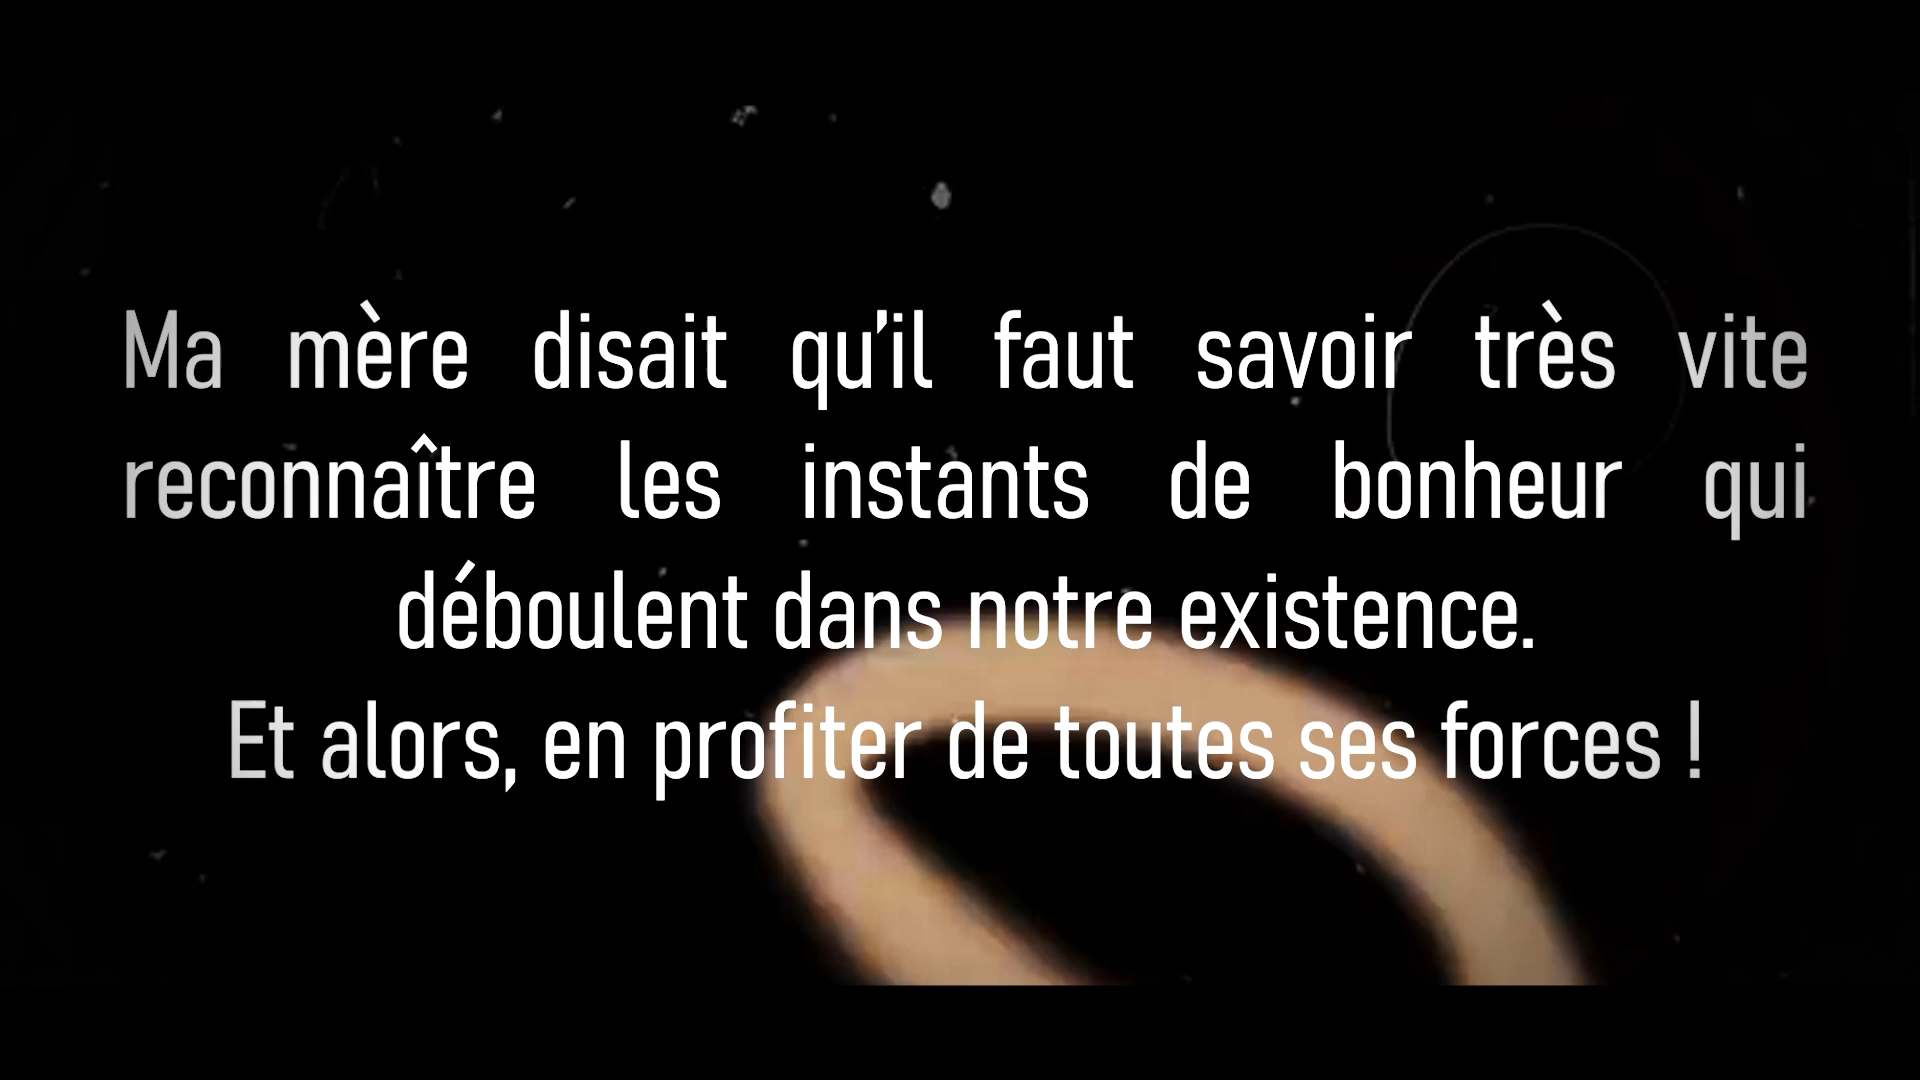 Ma mère disait qu’il faut savoir très vite
reconnaître les instants de bonheur qui
déboulent dans notre existence.
Et alors, en profiter de toutes ses forces !